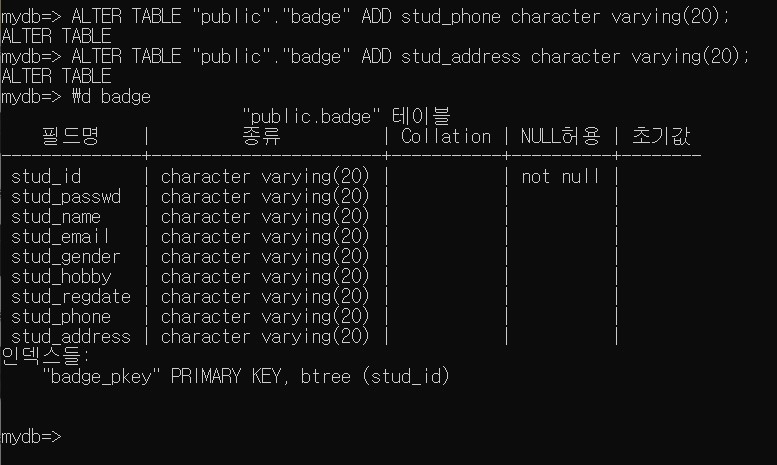 mydb=> ALTER TABLE "public"."badge" ADD stud_phone character varying(20);
ALTER TABLE
mydb=> ALTER TABLE "public"."badge" ADD stud_address character varying(20);
ALTER TABLE
mydb=> ₩d badge
"public.badge" 테이블
필드명 | 종류 | Collation | NULL허용 | 초기값
--------------+-----------------------+-----------+----------+--------
stud_id | character varying(20) | | not null |
stud_passwd | character varying(20) | | |
stud_name | character varying(20) | | |
stud_email | character varying(20) | | |
stud_gender | character varying(20) | | |
stud_hobby | character varying(20) | | |
stud_regdate | character varying(20) | | |
stud_phone | character varying(20) | | |
stud_address | character varying(20) | | |
인덱스들:
"badge_pkey" PRIMARY KEY, btree (stud_id)
mydb=>